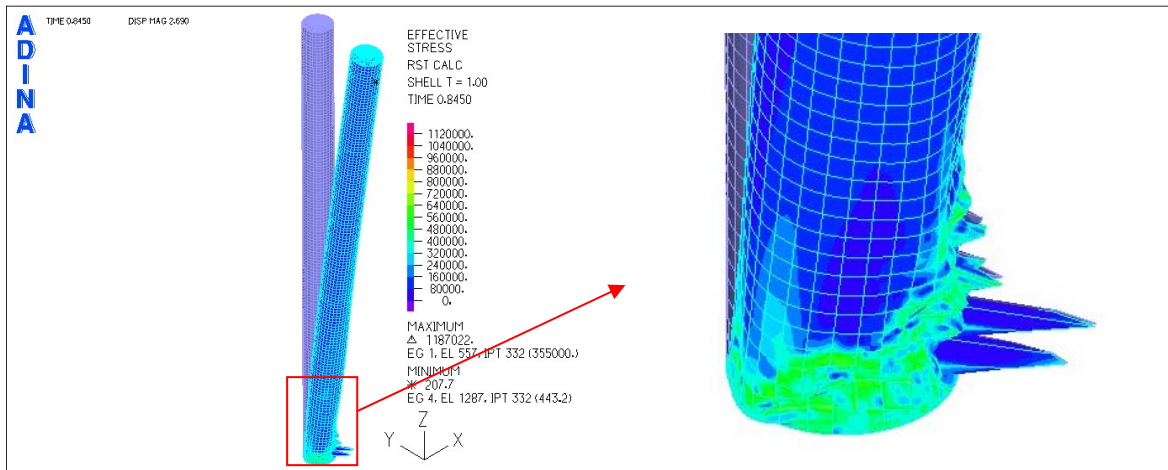 ADINA
TIME 0.8450 DISP MAG 2.690
EFFECTIVE
STRESS
RST CALC
SHELL T = 1.00
TIME 0.8450
1120000.
1040000.
960000.
880000.
800000.
720000.
640000.
560000.
480000.
400000.
320000.
240000.
160000.
80000.
0.
MAXIMUM
Δ 1187022.
EG 1, EL 557, IPT 332 (355000.)
MINIMUM
✳ 207.7
EG 4, EL 1287, IPT 332 (443.2)
Z
Y X